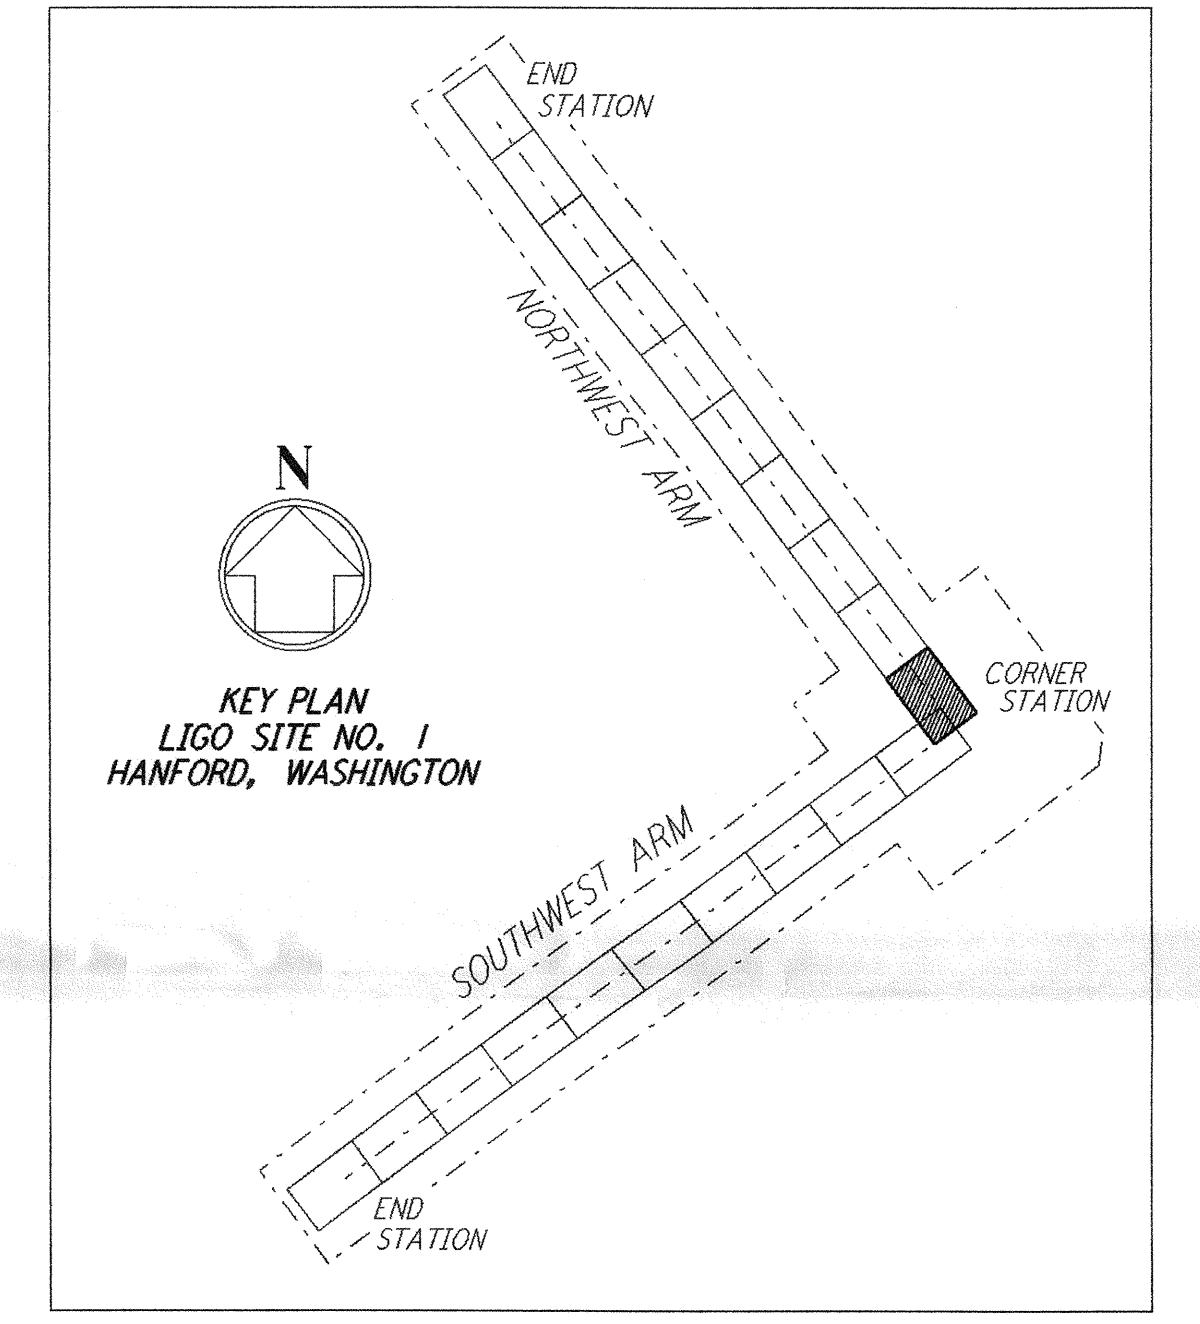 END
STATION
NORTHWEST ARM
N
KEY PLAN
LIGO SITE NO. 1
HANFORD, WASHINGTON
CORNER
STATION
SOUTHWEST ARM
END
STATION